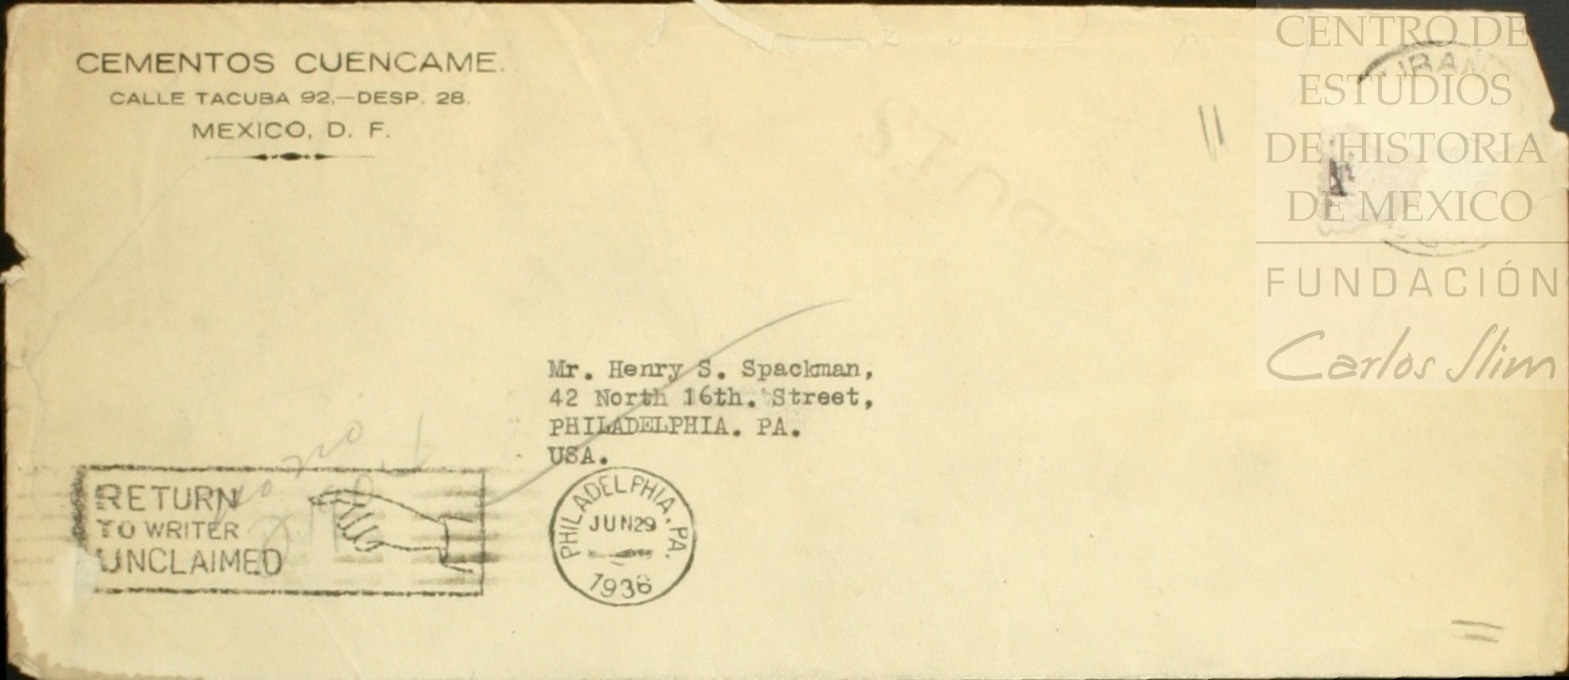 CEMENTOS CUENCAME.
CALLE TACUBA 92.—DESP. 28.
MEXICO, D. F.
CENTRO DE
ESTUDIOS
DE HISTORIA
DE MEXICO
FUNDACIÓN
Carlos Slim
Mr. Henry S. Spackman,
42 North 16th. Street,
PHILADELPHIA. PA.
USA.
RETURN
TO WRITER
UNCLAIMED
PHILADELPHIA. PA.
JUN 29
1936